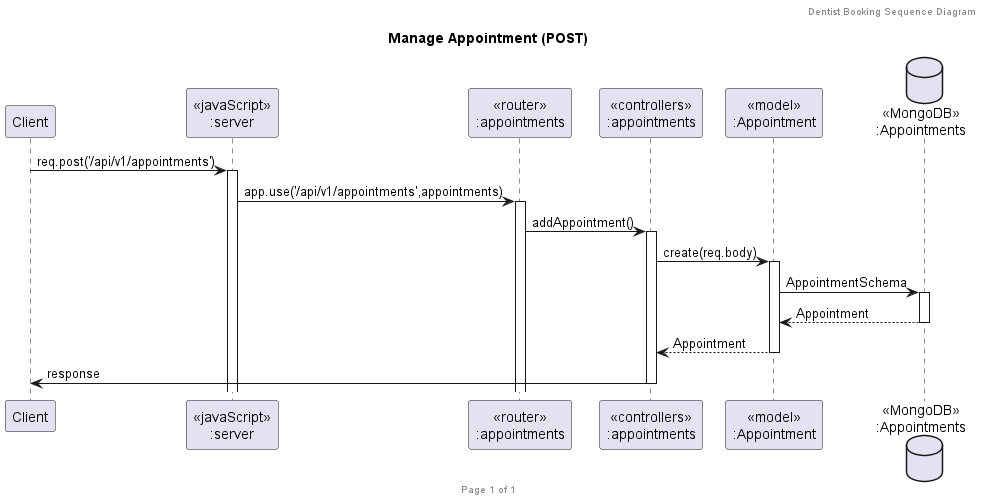 Dentist Booking Sequence Diagram
Manage Appointment (POST)
Client
«javaScript»
:server
«router»
:appointments
«controllers»
:appointments
«model»
:Appointment
«MongoDB»
:Appointments
req.post('/api/v1/appointments')
app.use('/api/v1/appointments',appointments)
addAppointment()
create(req.body)
AppointmentSchema
Appointment
Appointment
response
Client
«javaScript»
:server
«router»
:appointments
«controllers»
:appointments
«model»
:Appointment
«MongoDB»
:Appointments
Page 1 of 1